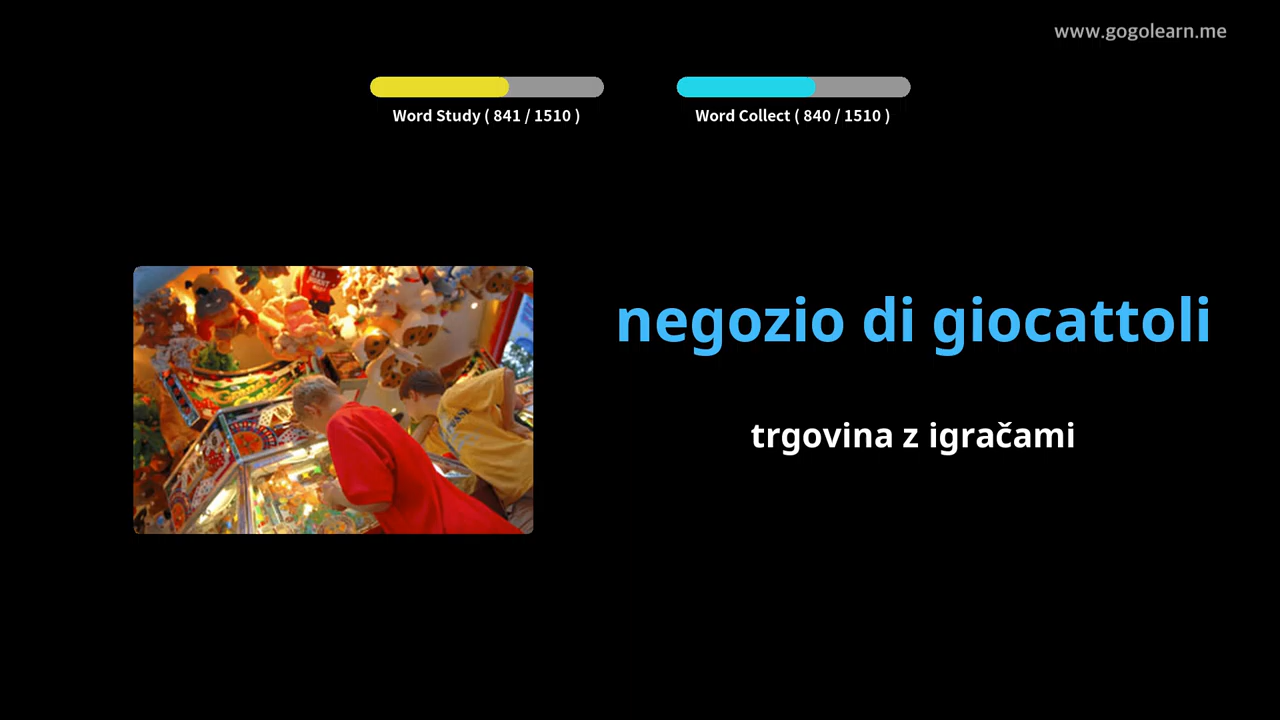 www.gogolearn.me
Word Study ( 841 / 1510 )
Word Collect ( 840 / 1510 )
negozio di giocattoli
trgovina z igračami